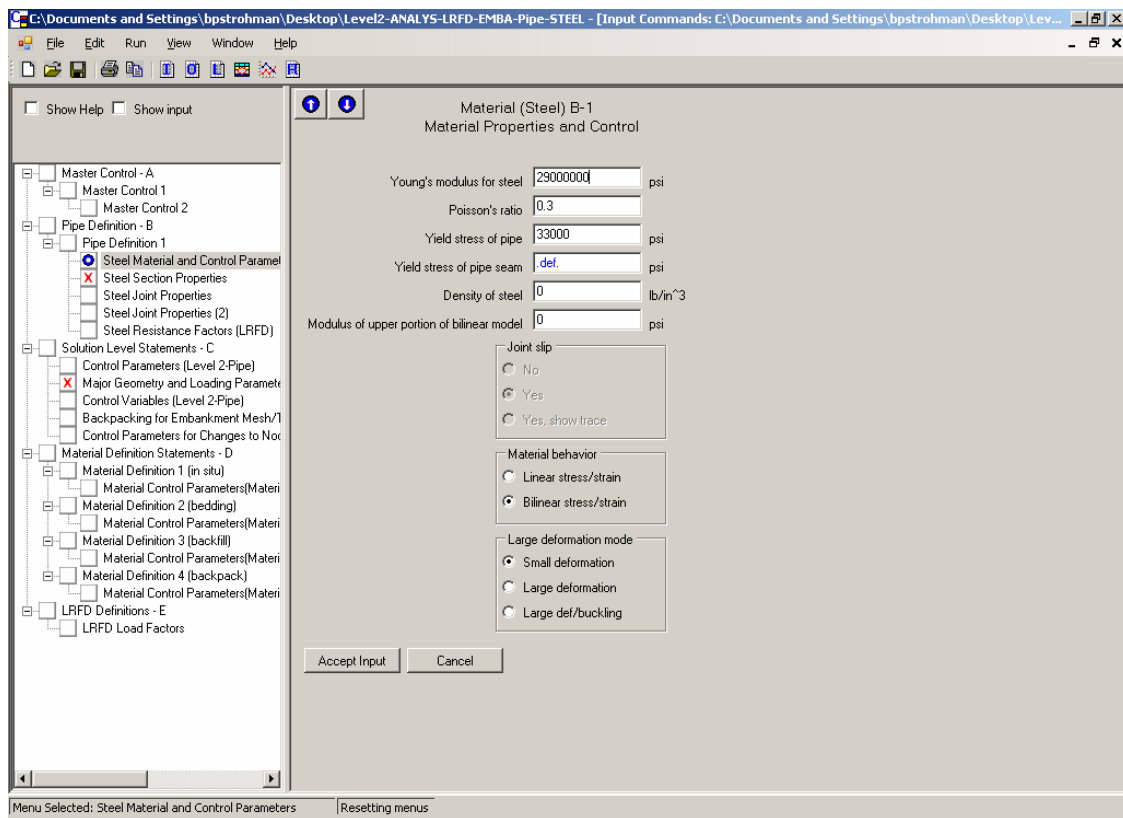 C:\Documents and Settings\bpstrohman\Desktop\Level2-ANALYS-LRFD-EMBA-Pipe-STEEL - [Input Commands: C:\Documents and Settings\bpstrohman\Desktop\Lev...
File Edit Run View Window Help
Show Help Show input
Master Control - A
Master Control 1
Master Control 2
Pipe Definition - B
Pipe Definition 1
Steel Material and Control Paramet
Steel Section Properties
Steel Joint Properties
Steel Joint Properties (2)
Steel Resistance Factors (LRFD)
Solution Level Statements - C
Control Parameters (Level 2-Pipe)
Major Geometry and Loading Paramete
Control Variables (Level 2-Pipe)
Backpacking for Embankment Mesh/T
Control Parameters for Changes to Noc
Material Definition Statements - D
Material Definition 1 (in situ)
Material Control Parameters(Materi
Material Definition 2 (bedding)
Material Control Parameters(Materi
Material Definition 3 (backfill)
Material Control Parameters(Materi
Material Definition 4 (backpack)
Material Control Parameters(Materi
LRFD Definitions - E
LRFD Load Factors
Material (Steel) B-1
Material Properties and Control
Young's modulus for steel 29000000 psi
Poisson's ratio 0.3
Yield stress of pipe 33000 psi
Yield stress of pipe seam .def. psi
Density of steel 0 lb/in^3
Modulus of upper portion of bilinear model 0 psi
Joint slip
No
Yes
Yes, show trace
Material behavior
Linear stress/strain
Bilinear stress/strain
Large deformation mode
Small deformation
Large deformation
Large def/buckling
Accept Input Cancel
Menu Selected: Steel Material and Control Parameters Resetting menus